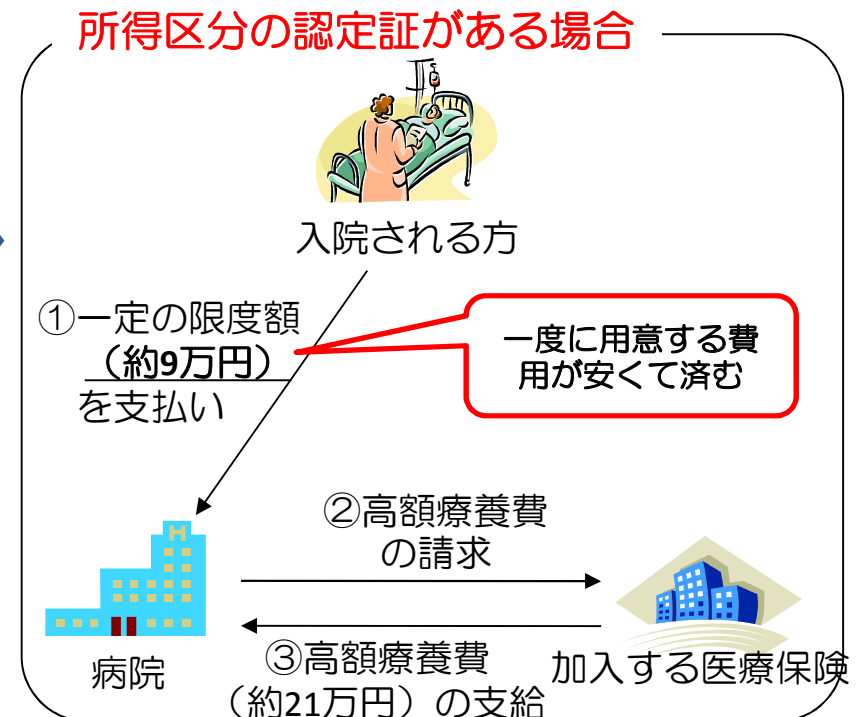 所得区分の認定証がある場合
入院される方
①一定の限度額
(約9万円)
を支払い
一度に用意する費
用が安くて済む
②高額療養費
の請求
H
病院
③高額療養費
(約21万円)の支給
加入する医療保険